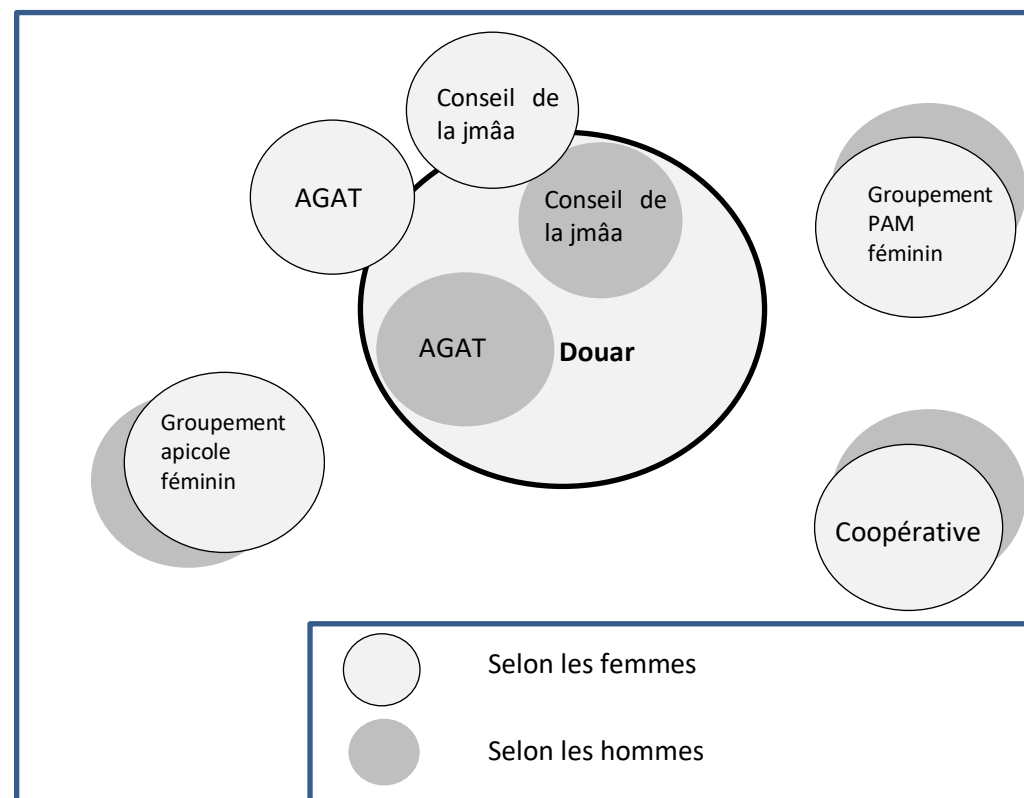 Conseil de
la jmâa
AGAT
Conseil de
la jmâa
Groupement
PAM
féminin
AGAT
Douar
Groupement
apicole
féminin
Coopérative
Selon les femmes
Selon les hommes